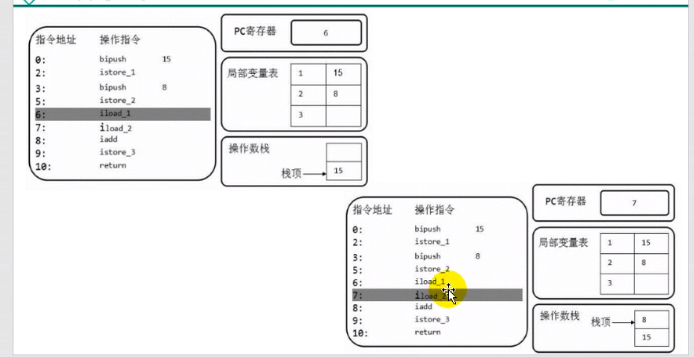 指令地址 操作指令
0: bipush 15
2: istore_1
3: bipush 8
5: istore_2
6: iload_1
7: iload_2
8: iadd
9: istore_3
10: return
PC寄存器 6
局部变量表 1 15
2 8
3
操作数栈
栈顶 15
指令地址 操作指令
0: bipush 15
2: istore_1
3: bipush 8
5: istore_2
6: iload_1
7: iload_2
8: iadd
9: istore_3
10: return
PC寄存器 7
局部变量表 1 15
2 8
3
操作数栈 栈顶 8
15